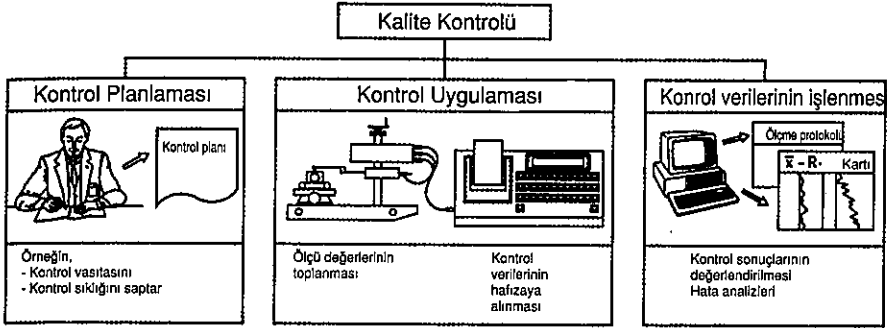 Kalite Kontrolü
Kontrol Planlaması
Kontrol planı
Örneğin,
- Kontrol vasıtasını
- Kontrol sıklığını saptar
Kontrol Uygulaması
Ölçü değerlerinin
toplanması
Kontrol
verilerinin
hafızaya
alınması
Konrol verilerinin işlenmes
Ölçme protokolü
x̄ - R- Kartı
Kontrol sonuçlarının
değerlendirilmesi
Hata analizleri